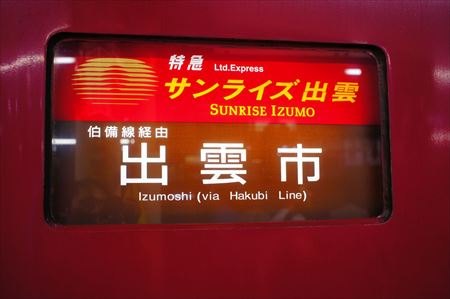 特急 Ltd.Express
サンライズ出雲
SUNRISE IZUMO
伯備線経由
出雲市
Izumoshi (via Hakubi Line)